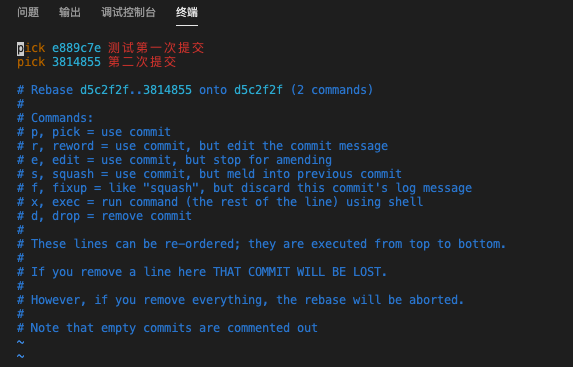 问题 输出 调试控制台 终端
pick e889c7e 测试第一次提交
pick 3814855 第二次提交
# Rebase d5c2f2f..3814855 onto d5c2f2f (2 commands)
#
# Commands:
# p, pick = use commit
# r, reword = use commit, but edit the commit message
# e, edit = use commit, but stop for amending
# s, squash = use commit, but meld into previous commit
# f, fixup = like "squash", but discard this commit's log message
# x, exec = run command (the rest of the line) using shell
# d, drop = remove commit
#
# These lines can be re-ordered; they are executed from top to bottom.
#
# If you remove a line here THAT COMMIT WILL BE LOST.
#
# However, if you remove everything, the rebase will be aborted.
#
# Note that empty commits are commented out
~
~